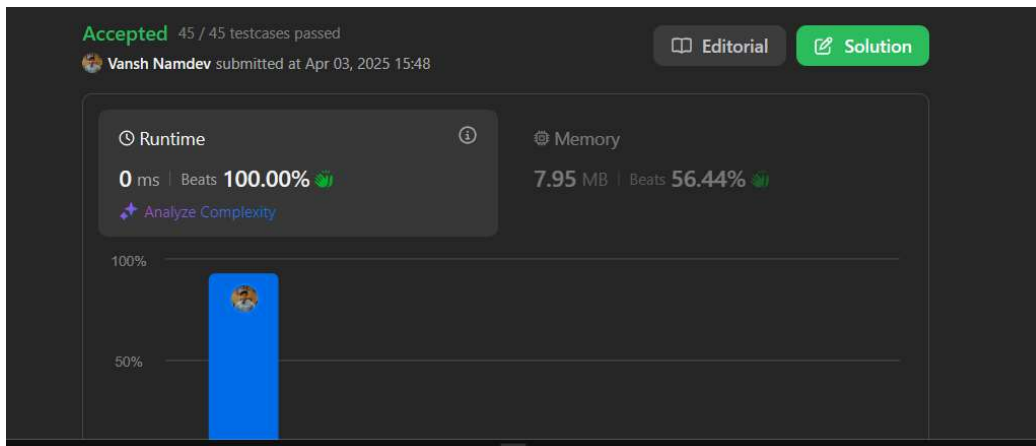 Accepted 45 / 45 testcases passed
Editorial
Solution
Vansh Namdev submitted at Apr 03, 2025 15:48
Runtime
0 ms | Beats 100.00%
Analyze Complexity
Memory
7.95 MB | Beats 56.44%
100%
50%